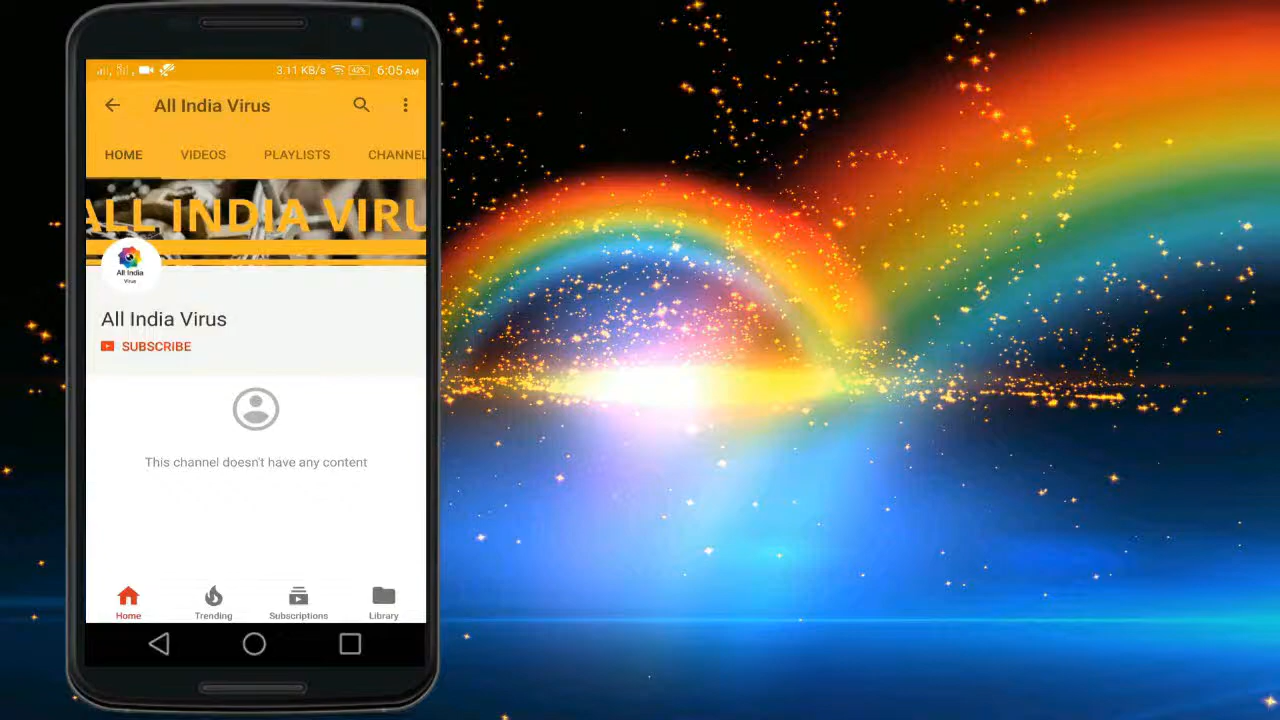 3.11 KB/s 42% 6:05 AM
All India Virus
HOME VIDEOS PLAYLISTS CHANNEL
ALL INDIA VIRU
All India
Virus
All India Virus
SUBSCRIBE
This channel doesn't have any content
Home Trending Subscriptions Library